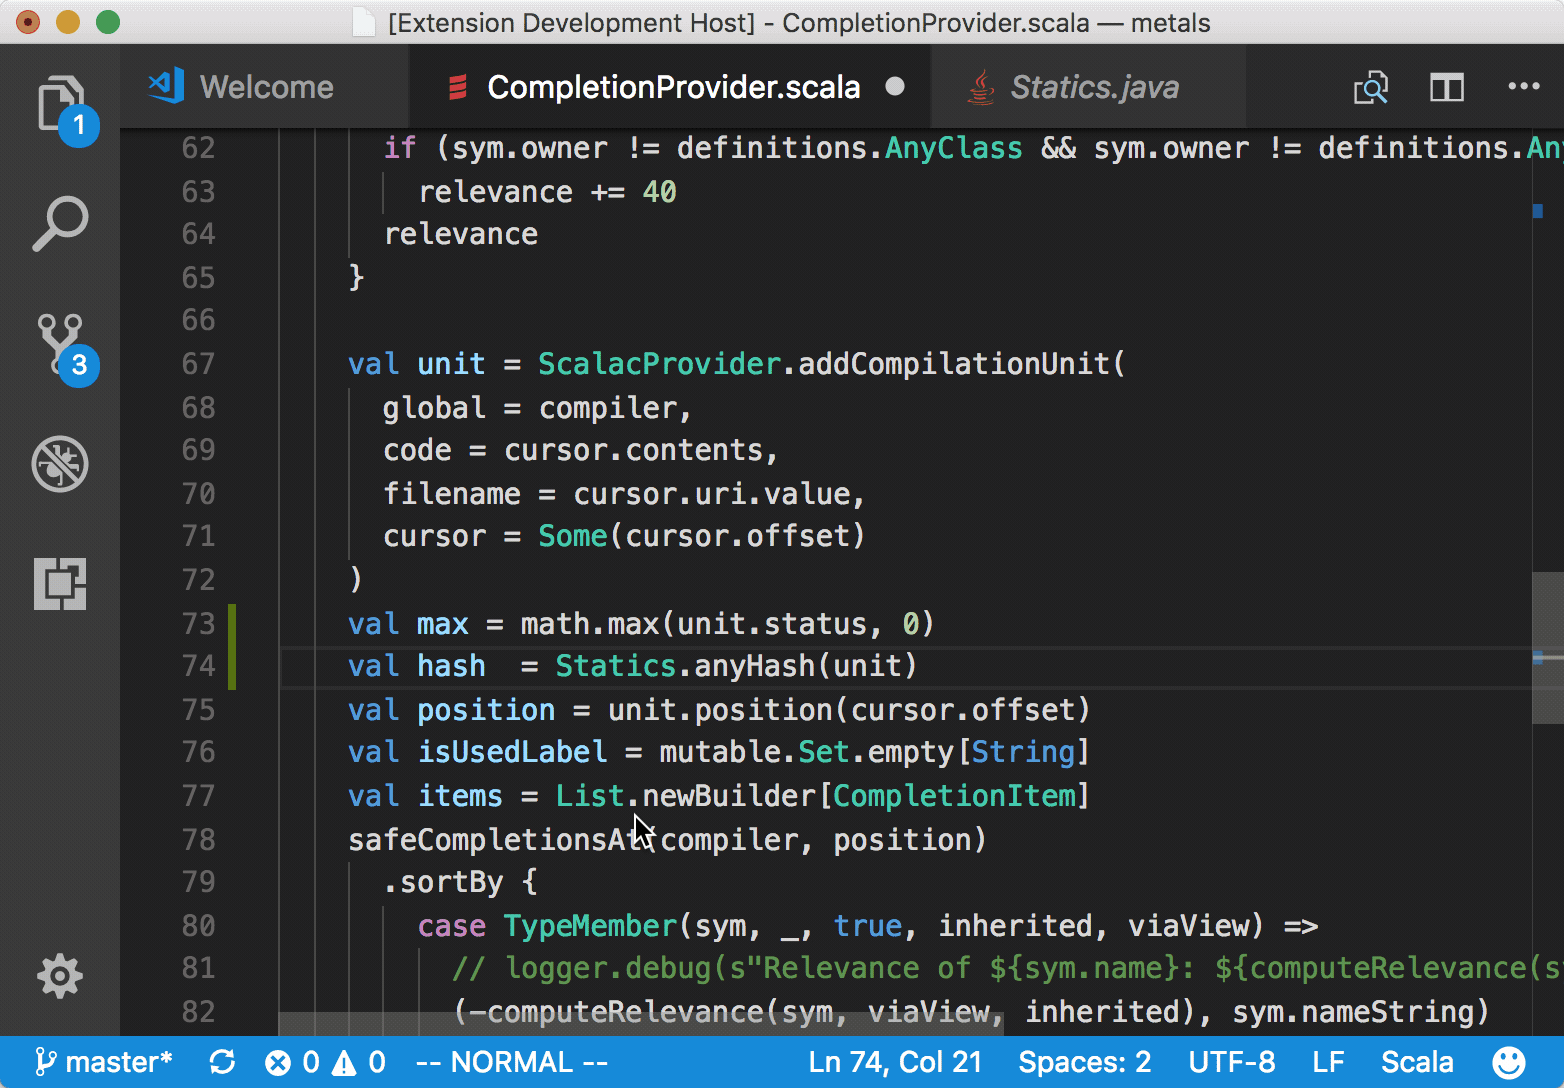 [Extension Development Host] - CompletionProvider.scala — metals
Welcome
CompletionProvider.scala
Statics.java
1
3
62 if (sym.owner != definitions.AnyClass && sym.owner != definitions.An
63 relevance += 40
64 relevance
65 }
66
67 val unit = ScalacProvider.addCompilationUnit(
68 global = compiler,
69 code = cursor.contents,
70 filename = cursor.uri.value,
71 cursor = Some(cursor.offset)
72 )
73 val max = math.max(unit.status, 0)
74 val hash  = Statics.anyHash(unit)
75 val position = unit.position(cursor.offset)
76 val isUsedLabel = mutable.Set.empty[String]
77 val items = List.newBuilder[CompletionItem]
78 safeCompletionsAt(compiler, position)
79 .sortBy {
80 case TypeMember(sym, _, true, inherited, viaView) =>
81 // logger.debug(s"Relevance of ${sym.name}: ${computeRelevance(s
82 (-computeRelevance(sym, viaView, inherited), sym.nameString)
master* 0 0 -- NORMAL -- Ln 74, Col 21 Spaces: 2 UTF-8 LF Scala